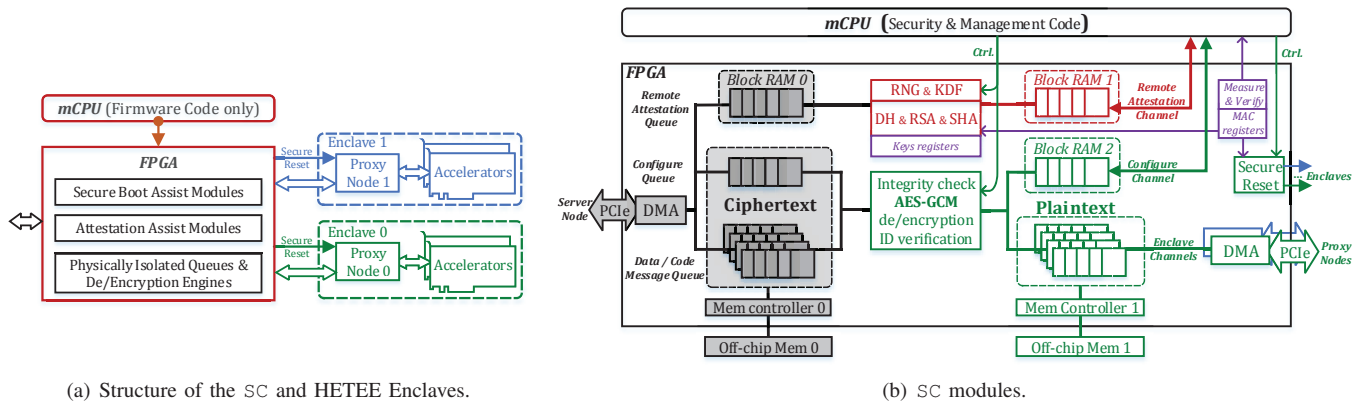 mCPU (Firmware Code only)
FPGA
Secure Boot Assist Modules
Attestation Assist Modules
Physically Isolated Queues &
De/Encryption Engines
Secure
Reset
Enclave 1
Proxy
Node 1
Accelerators
Secure
Reset
Enclave 0
Proxy
Node 0
Accelerators
(a) Structure of the SC and HETEE Enclaves.
mCPU (Security & Management Code)
Ctrl.
Ctrl.
FPGA
Block RAM 0
Remote
Attestation
Queue
RNG & KDF
DH & RSA & SHA
Keys registers
Block RAM 1
Remote
Attestation
Channel
Measure
& Verify
MAC
registers
Configure
Queue
Block RAM 2
Configure
Channel
Secure
Reset
... Enclaves
Server
Node
PCIe
DMA
Ciphertext
Integrity check
AES-GCM
de/encryption
ID verification
Plaintext
Data / Code
Message Queue
Enclave
Channels
DMA
PCIe
Proxy
Nodes
Mem controller 0
Mem Controller 1
Off-chip Mem 0
Off-chip Mem 1
(b) SC modules.